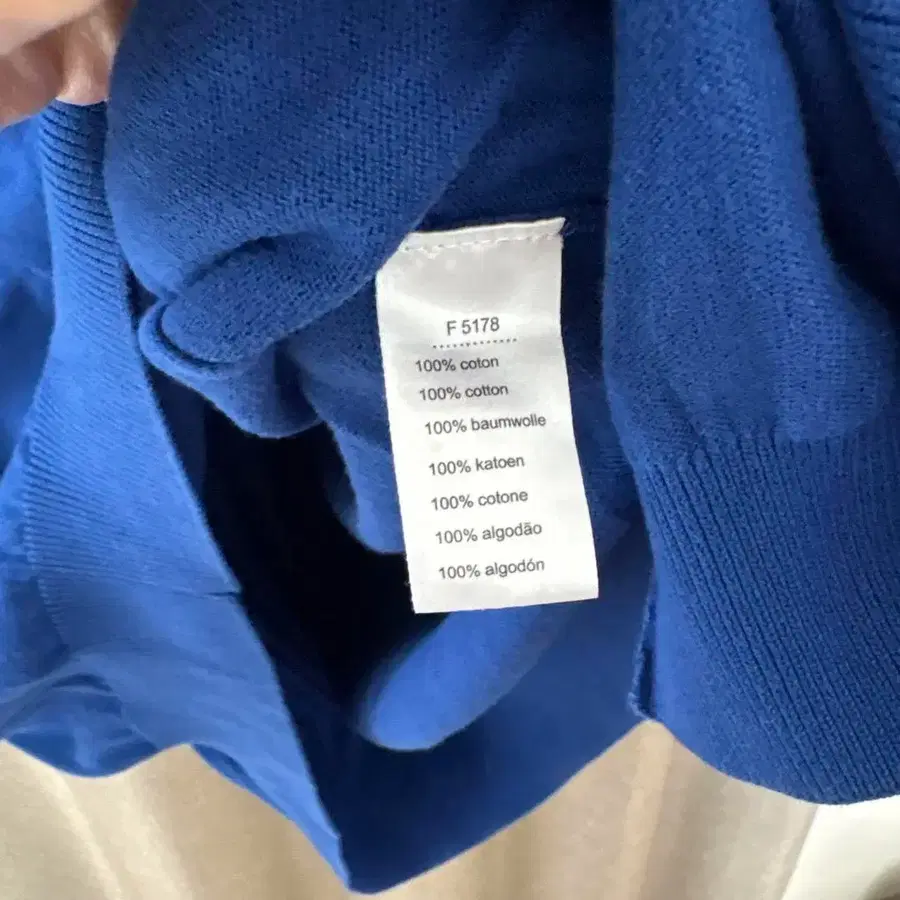 F 5178
100% coton
100% cotton
100% baumwolle
100% katoen
100% cotone
100% algodão
100% algodón